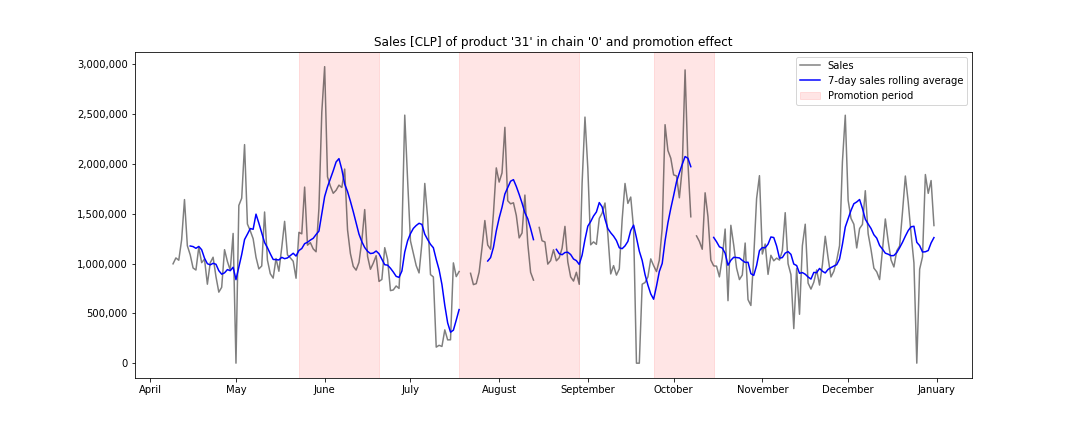 Sales [CLP] of product '31' in chain '0' and promotion effect
3,000,000
2,500,000
2,000,000
1,500,000
1,000,000
500,000
0
Sales
7-day sales rolling average
Promotion period
April May June July August September October November December January